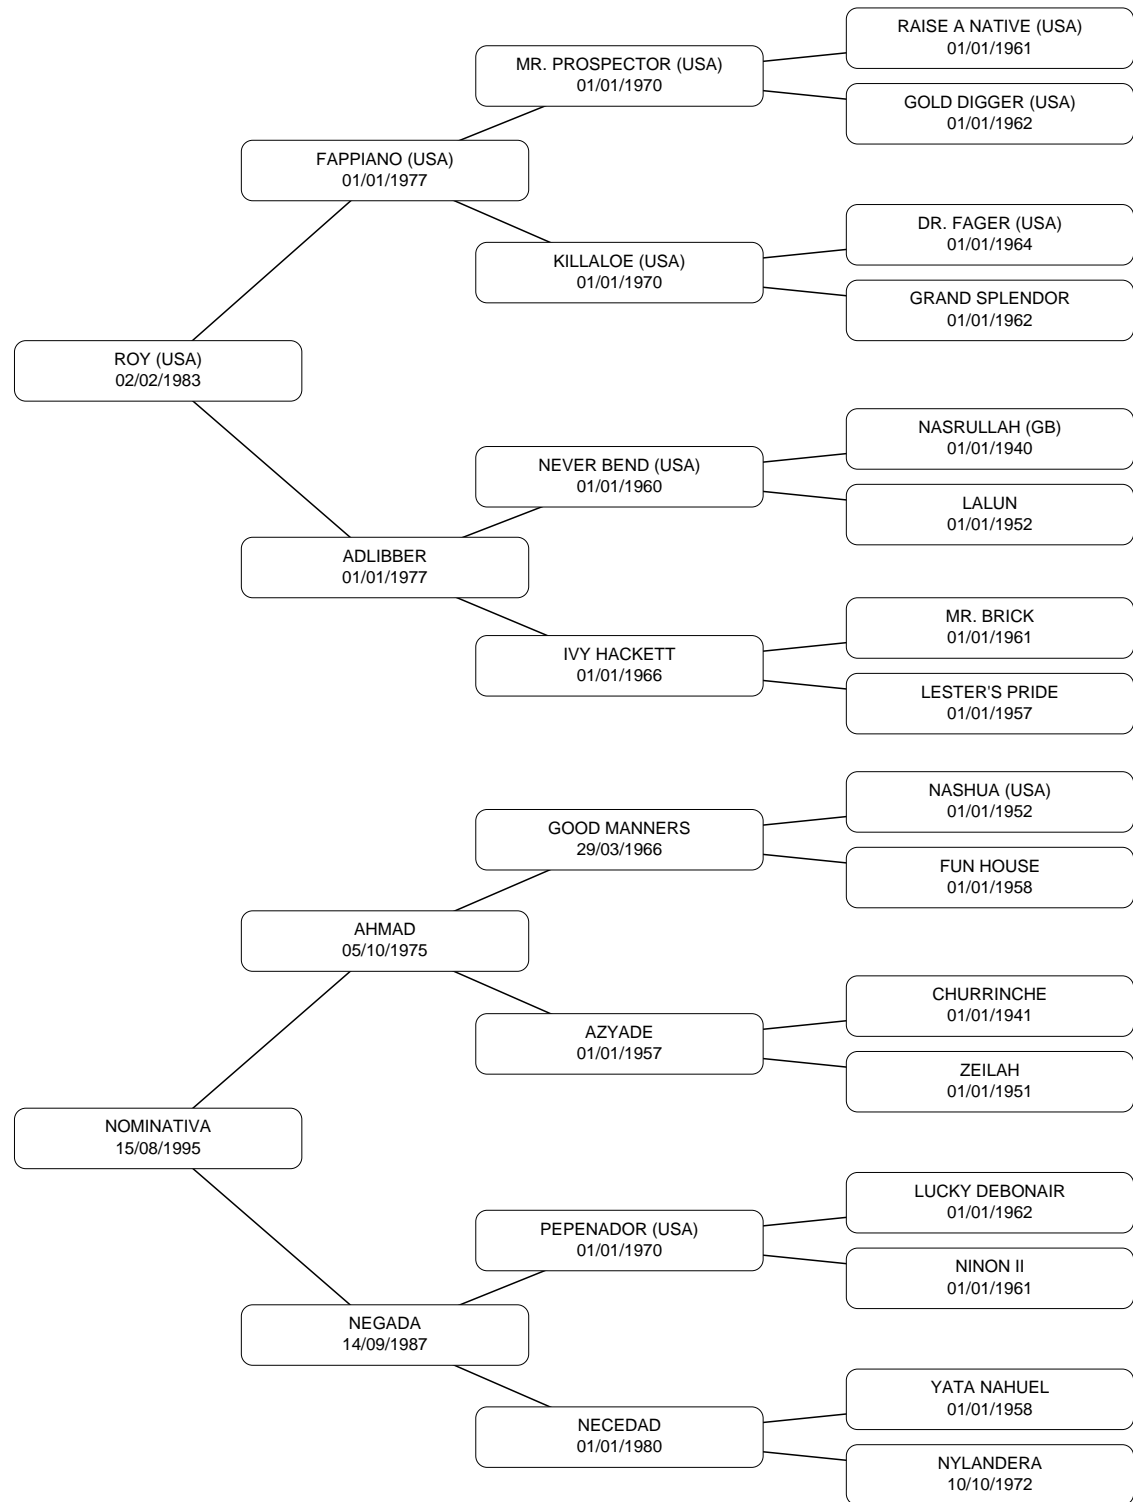 RAISE A NATIVE (USA)
01/01/1961
MR. PROSPECTOR (USA)
01/01/1970
GOLD DIGGER (USA)
01/01/1962
FAPPIANO (USA)
01/01/1977
DR. FAGER (USA)
01/01/1964
KILLALOE (USA)
01/01/1970
GRAND SPLENDOR
01/01/1962
ROY (USA)
02/02/1983
NASRULLAH (GB)
01/01/1940
NEVER BEND (USA)
01/01/1960
LALUN
01/01/1952
ADLIBBER
01/01/1977
MR. BRICK
01/01/1961
IVY HACKETT
01/01/1966
LESTER'S PRIDE
01/01/1957
NASHUA (USA)
01/01/1952
GOOD MANNERS
29/03/1966
FUN HOUSE
01/01/1958
AHMAD
05/10/1975
CHURRINCHE
01/01/1941
AZYADE
01/01/1957
ZEILAH
01/01/1951
NOMINATIVA
15/08/1995
LUCKY DEBONAIR
01/01/1962
PEPENADOR (USA)
01/01/1970
NINON II
01/01/1961
NEGADA
14/09/1987
YATA NAHUEL
01/01/1958
NECEDAD
01/01/1980
NYLANDERA
10/10/1972